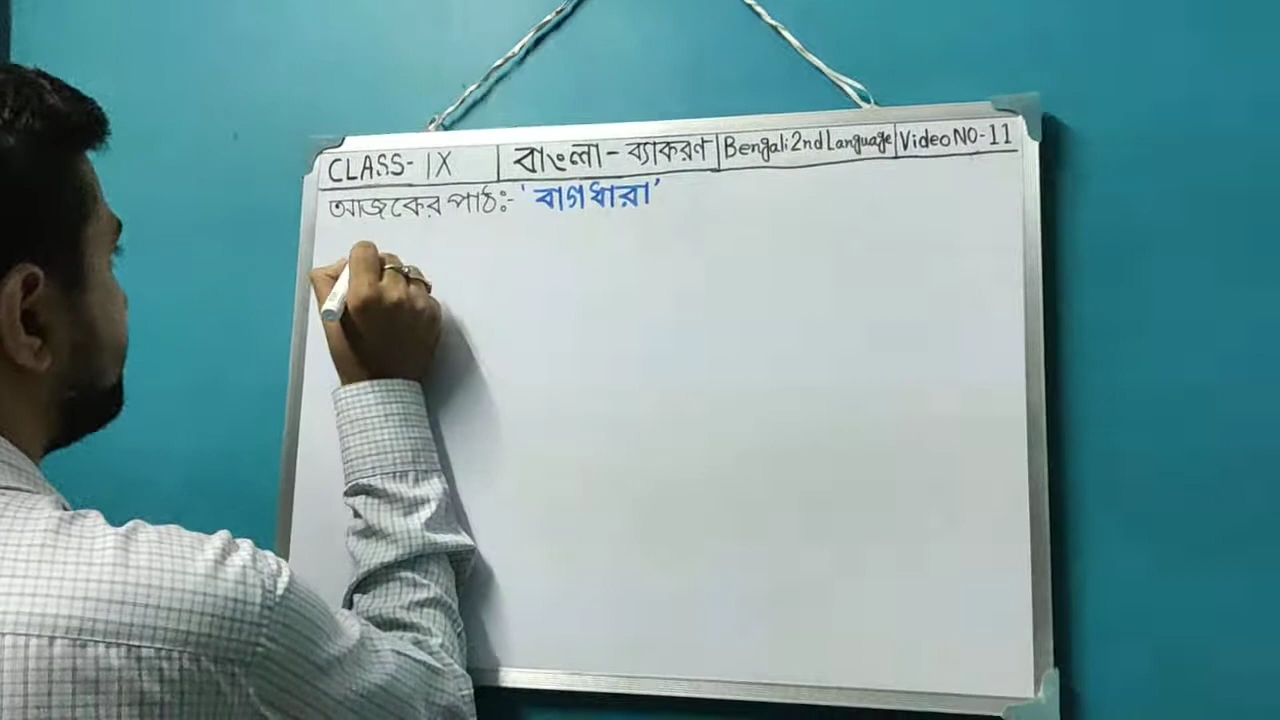 CLASS- IX | বাংলা - ব্যাকরণ | Bengali 2nd Language | Video NO - 11
আজকের পাঠঃ- 'বাগধারা'